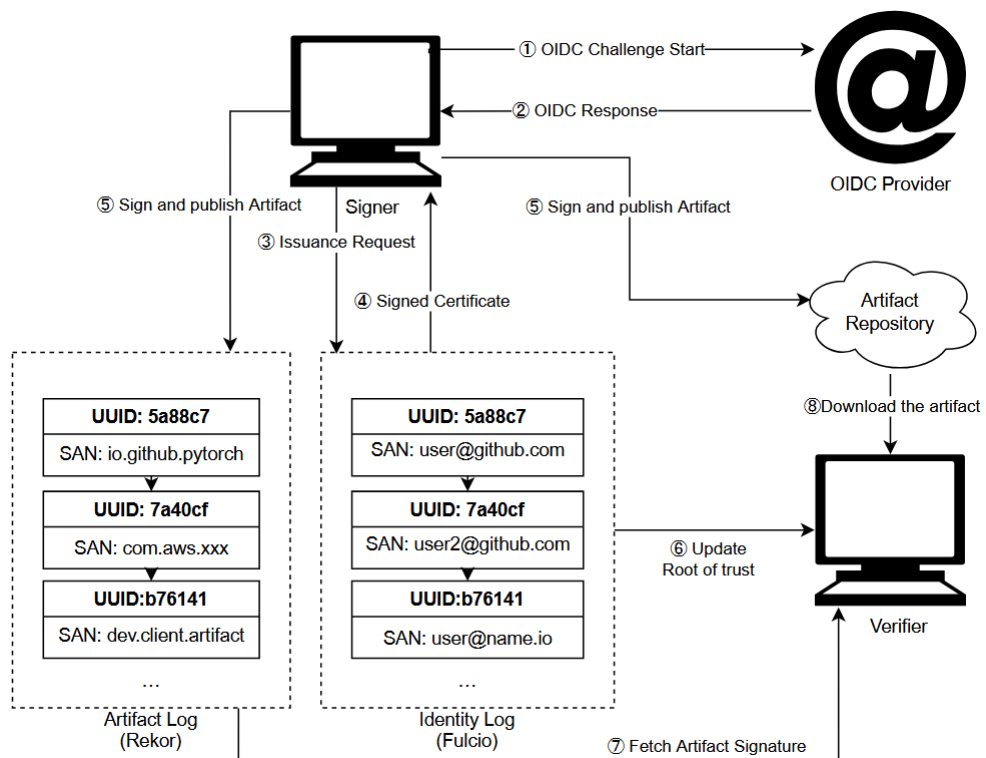 ① OIDC Challenge Start
② OIDC Response
OIDC Provider
⑤ Sign and publish Artifact
Signer
⑤ Sign and publish Artifact
③ Issuance Request
④ Signed Certificate
Artifact
Repository
⑧Download the artifact
UUID: 5a88c7
SAN: io.github.pytorch
UUID: 7a40cf
SAN: com.aws.xxx
UUID:b76141
SAN: dev.client.artifact
...
Artifact Log
(Rekor)
UUID: 5a88c7
SAN: user@github.com
UUID: 7a40cf
SAN: user2@github.com
UUID:b76141
SAN: user@name.io
...
Identity Log
(Fulcio)
⑥ Update
Root of trust
Verifier
⑦ Fetch Artifact Signature